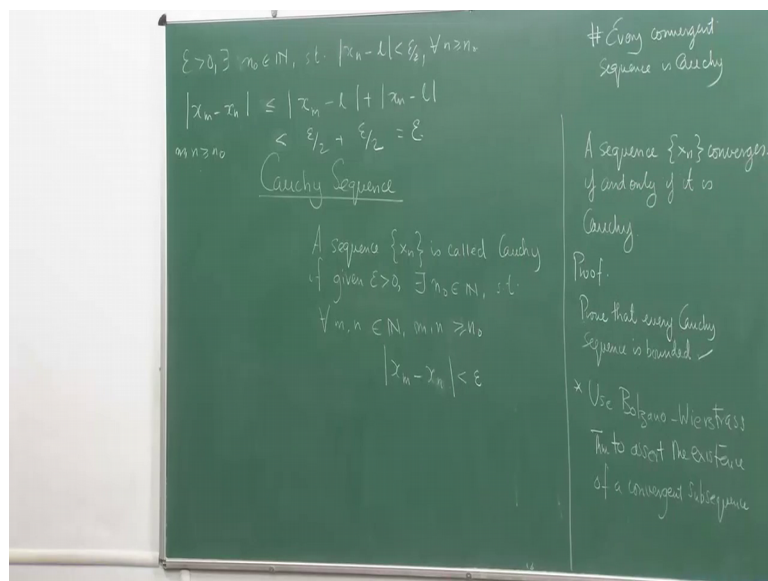 ε>0, ∃ n₀∈ℕ, st. |xₙ-l|<ε/2, ∀n≥n₀
|xₘ-xₙ| ≤ |xₘ-l|+|xₙ-l|
< ε/2 + ε/2 = ε.
m,n≥n₀
Cauchy Sequence
A sequence {xₙ} is called Cauchy
if given ε>0, ∃ n₀∈ℕ, st.
∀ m,n ∈ℕ, m,n ≥n₀
|xₘ-xₙ|<ε
# Every convergent
sequence is Cauchy
A sequence {xₙ} converges
if and only if it is
Cauchy
Proof.
Prove that every Cauchy
sequence is bounded ✓
* Use Bolzano-Wierstrass
Thm to assert the existence
of a convergent subsequence